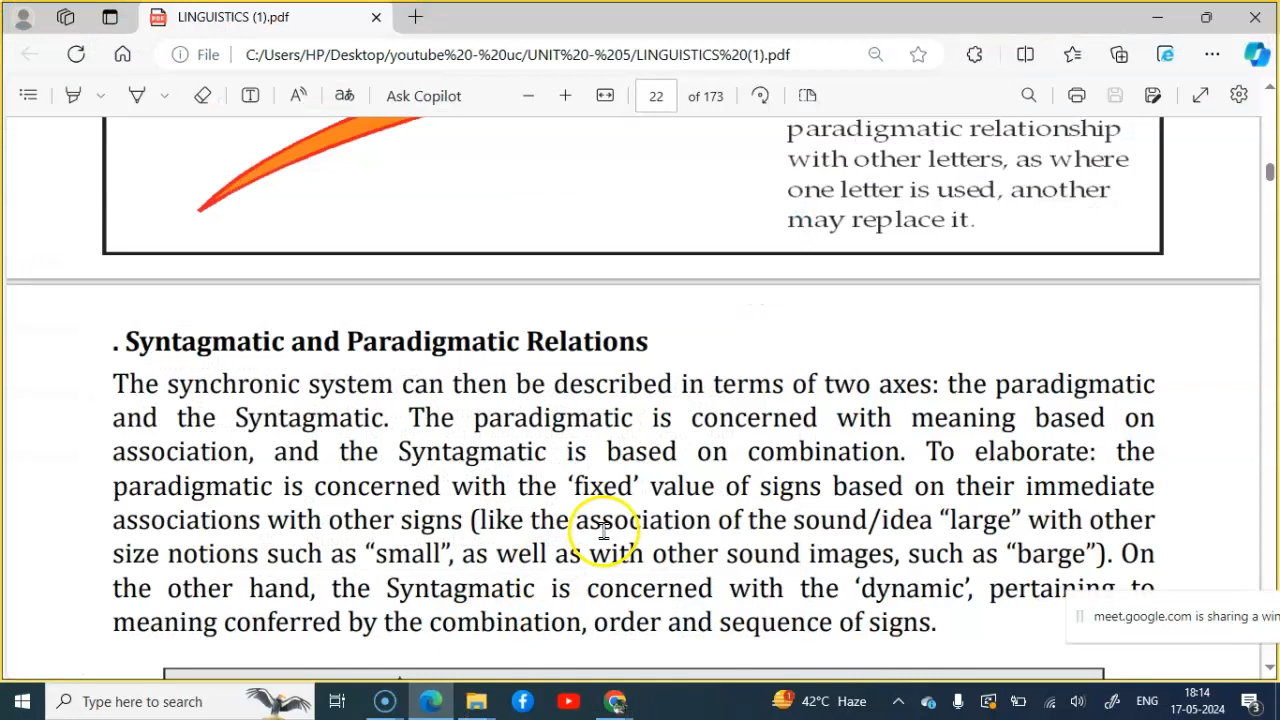 LINGUISTICS (1).pdf
File
C:/Users/HP/Desktop/youtube%20-%20uc/UNIT%20-%205/LINGUISTICS%20(1).pdf
Ask Copilot
22 of 173
paradigmatic relationship
with other letters, as where
one letter is used, another
may replace it.
. Syntagmatic and Paradigmatic Relations
The synchronic system can then be described in terms of two axes: the paradigmatic
and the Syntagmatic. The paradigmatic is concerned with meaning based on
association, and the Syntagmatic is based on combination. To elaborate: the
paradigmatic is concerned with the ‘fixed’ value of signs based on their immediate
associations with other signs (like the association of the sound/idea “large” with other
size notions such as “small”, as well as with other sound images, such as “barge”). On
the other hand, the Syntagmatic is concerned with the ‘dynamic’, pertaining to
meaning conferred by the combination, order and sequence of signs.
meet.google.com is sharing a win
Type here to search
42°C Haze
ENG
18:14
17-05-2024
3